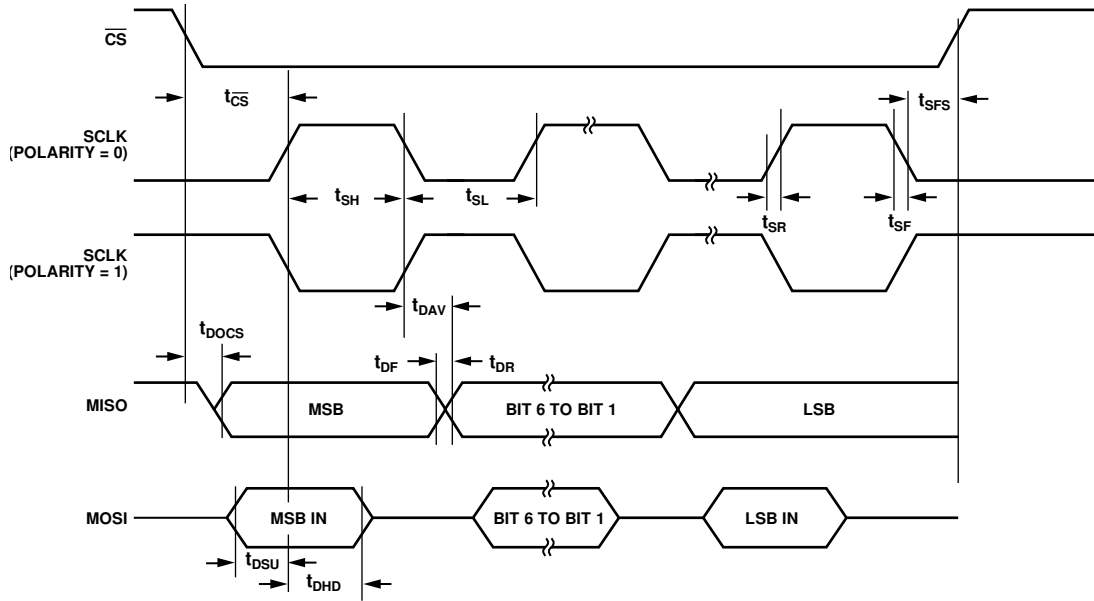 CS
tCS
tSFS
SCLK
(POLARITY = 0)
tSH
tSL
tSR
tSF
SCLK
(POLARITY = 1)
tDAV
tDOCS
tDF
tDR
MISO
MSB
BIT 6 TO BIT 1
LSB
MOSI
MSB IN
BIT 6 TO BIT 1
LSB IN
tDSU
tDHD